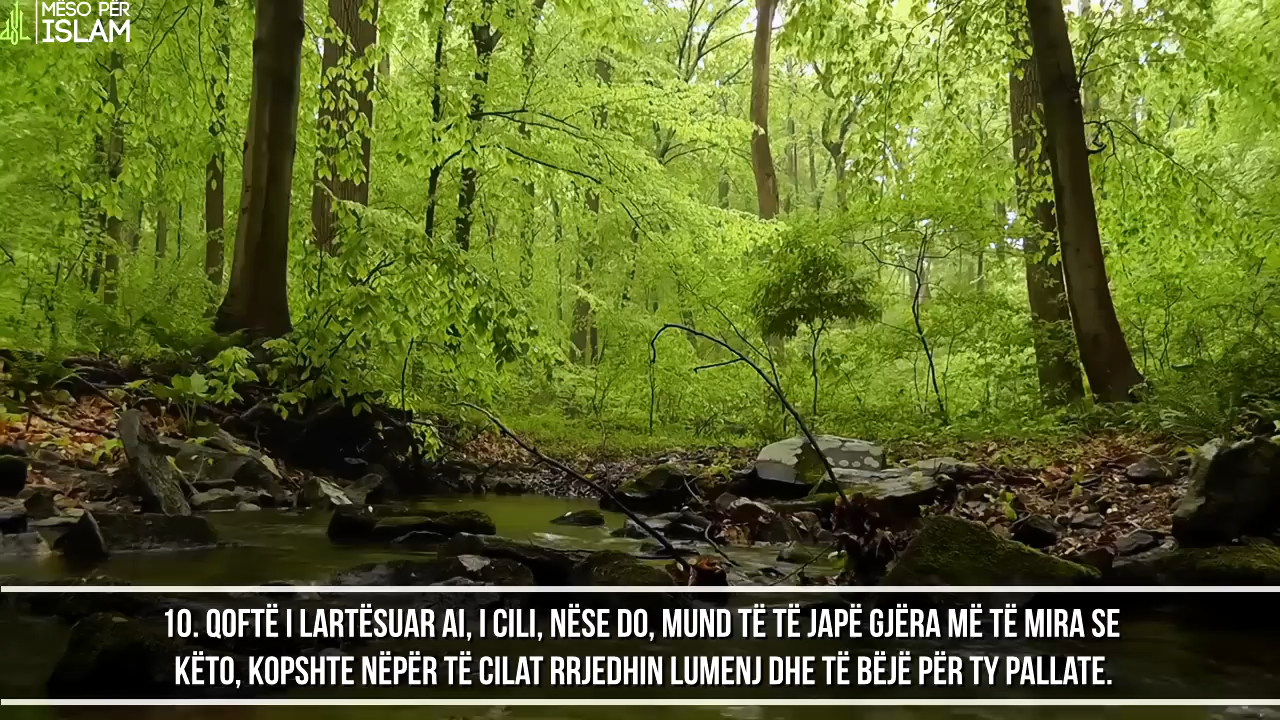 MËSO PËR
ISLAM
10. QOFTË I LARTËSUAR AI, I CILI, NËSE DO, MUND TË TË JAPË GJËRA MË TË MIRA SE
KËTO, KOPSHTE NËPËR TË CILAT RRJEDHIN LUMENJ DHE TË BËJË PËR TY PALLATE.